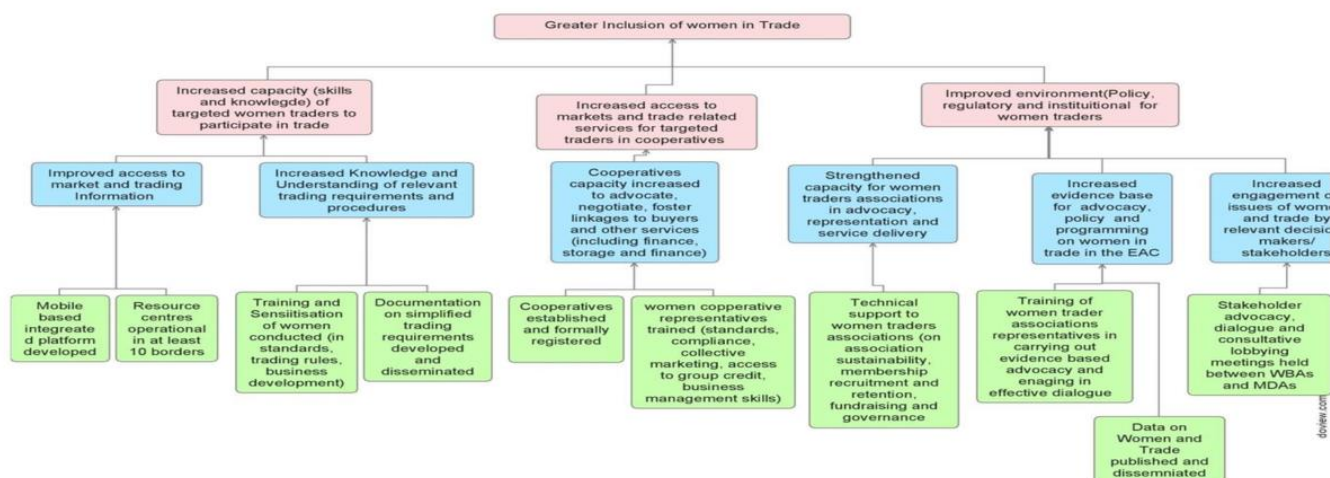 Greater Inclusion of women in Trade
Increased capacity (skills
and knowlegde) of
targeted women traders to
participate in trade
Increased access to
markets and trade related
services for targeted
traders in cooperatives
Improved environment(Policy,
regulatory and instituitional for
women traders
Improved access to
market and trading
Information
Increased Knowledge and
Understanding of relevant
trading requirements and
procedures
Cooperatives
capacity increased
to advocate,
negotiate, foster
linkages to buyers
and other services
(including finance,
storage and finance)
Strengthened
capacity for women
traders associations
in advocacy,
representation and
service delivery
Increased
evidence base
for advocacy,
policy and
programming
on women in
trade in the EAC
Increased
engagement o
issues of wome
and trade by
relevant decisio
makers/
stakeholders
Mobile
based
integreate
d platform
developed
Resource
centres
operational
in at least
10 borders
Training and
Sensiitisation of
women
conducted (in
standards,
trading rules,
business
development)
Documentation
on simplified
trading
requirements
developed
and
disseminated
Cooperatives
established
and formally
registered
women coppertative
representatives
trained (standards,
compliance,
collective
marketing, access
to group credit,
business
management skills)
Technical
support to
women traders
association (on
association
sustainability,
membership
recruitment and
retention,
fundraising and
governance
Training of
women trader
associations
representatives in
carrying out
evidence based
advocacy and
enaging in
effective dialogue
Stakeholder
advocacy,
dialogue and
consultative
lobbying
meetings held
between WBAs
and MDAs
Data on
Women and
Trade
published and
dissemniated
doview.com